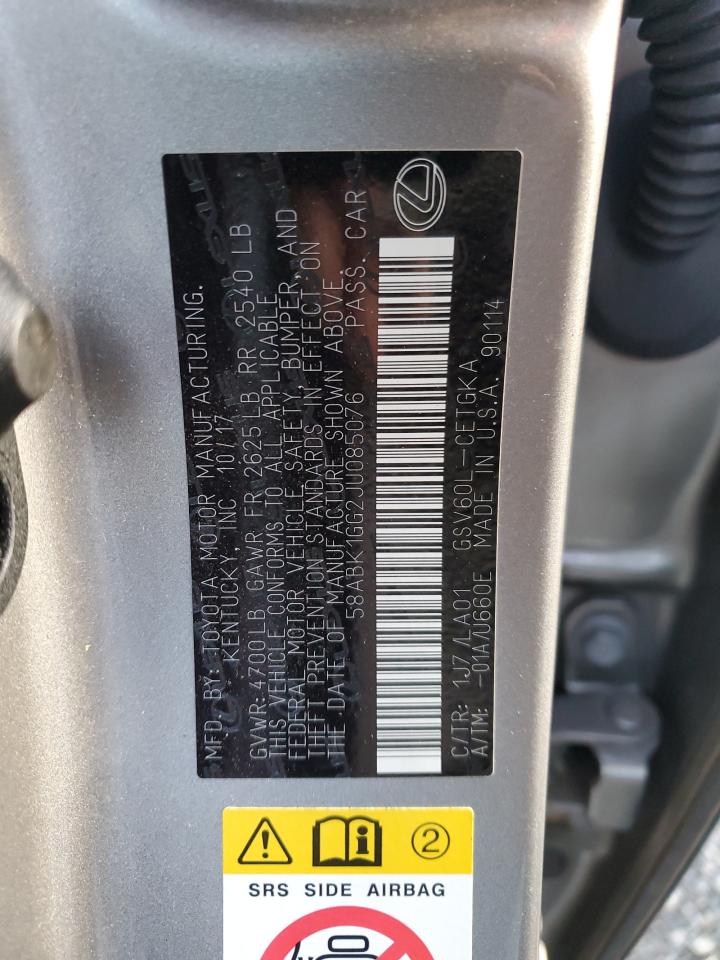 MFD. BY: TOYOTA MOTOR MANUFACTURING.
KENTUCKY, INC 10/17
GVWR:4700LB GAWR FR 2625 LB RR 2540 LB
THIS VEHICLE CONFORMS TO ALL APPLICABLE
FEDERAL MOTOR VEHICLE SAFETY, BUMPER, AND
THEFT PREVENTION STANDARDS IN EFFECT ON
THE DATE OF MANUFACTURE SHOWN ABOVE.
58ABK1GG2JU085076 PASS. CAR
C/TR: 1J7/LA01 GSV60L-CETGKA
A/TM: -01A/U660E MADE IN U.S.A. 90114
2
SRS SIDE AIRBAG